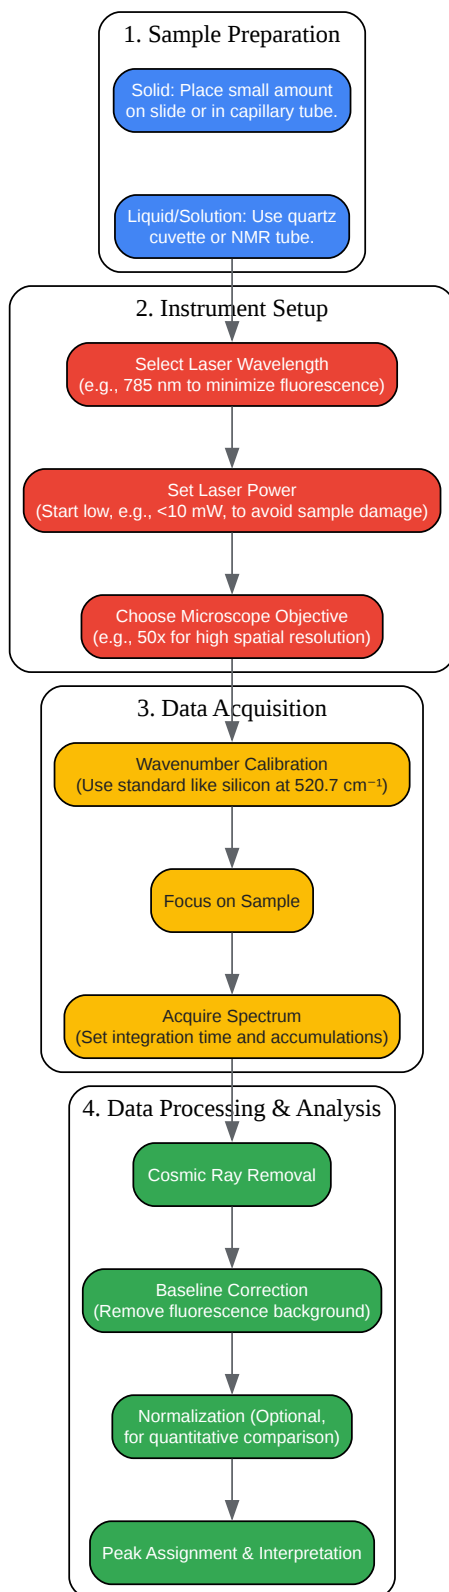 1. Sample Preparation
Solid: Place small amount
on slide or in capillary tube.
Liquid/Solution: Use quartz
cuvette or NMR tube.
2. Instrument Setup
Select Laser Wavelength
(e.g., 785 nm to minimize fluorescence)
Set Laser Power
(Start low, e.g., <10 mW, to avoid sample damage)
Choose Microscope Objective
(e.g., 50x for high spatial resolution)
3. Data Acquisition
Wavenumber Calibration
(Use standard like silicon at 520.7 cm⁻¹)
Focus on Sample
Acquire Spectrum
(Set integration time and accumulations)
4. Data Processing & Analysis
Cosmic Ray Removal
Baseline Correction
(Remove fluorescence background)
Normalization (Optional,
for quantitative comparison)
Peak Assignment & Interpretation